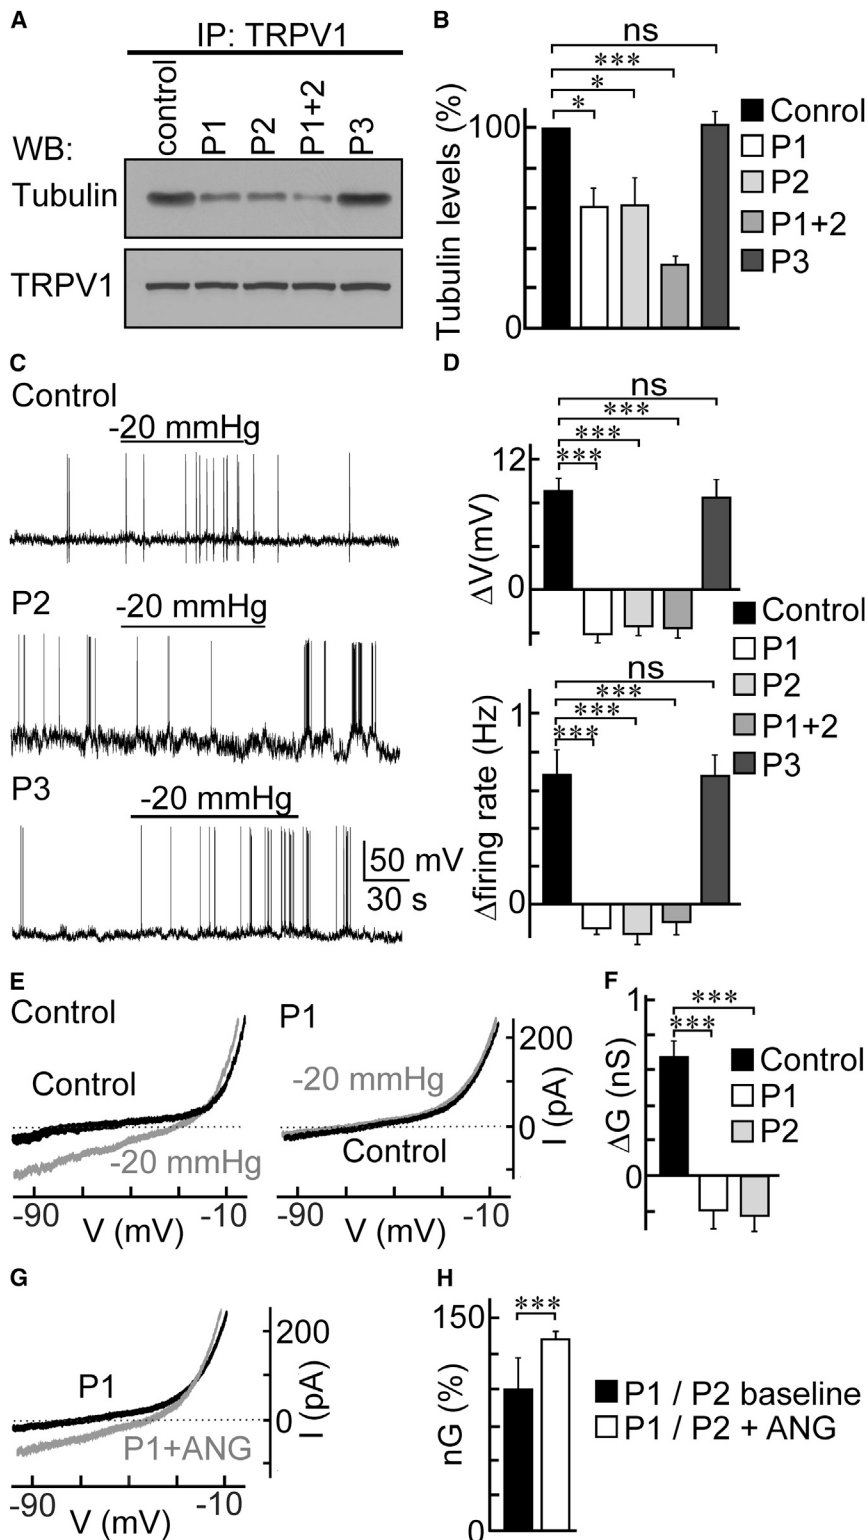 A
IP: TRPV1
WB:
control
P1
P2
P1+2
P3
Tubulin
TRPV1
B
ns
***
*
*
Tubulin levels (%)
100
0
Conrol
P1
P2
P1+2
P3
C
Control
-20 mmHg
P2
-20 mmHg
P3
-20 mmHg
50 mV
30 s
D
ns
***
***
***
ΔV(mV)
12
0
ns
***
***
***
Δfiring rate (Hz)
1
0
Control
P1
P2
P1+2
P3
E
Control
Control
-20 mmHg
-90
-10
V (mV)
P1
-20 mmHg
Control
200
0
I (pA)
-90
-10
V (mV)
F
1
***
***
ΔG (nS)
0
Control
P1
P2
G
P1
P1+ANG
200
0
I (pA)
-90
-10
V (mV)
H
150
***
nG (%)
0
P1 / P2 baseline
P1 / P2 + ANG